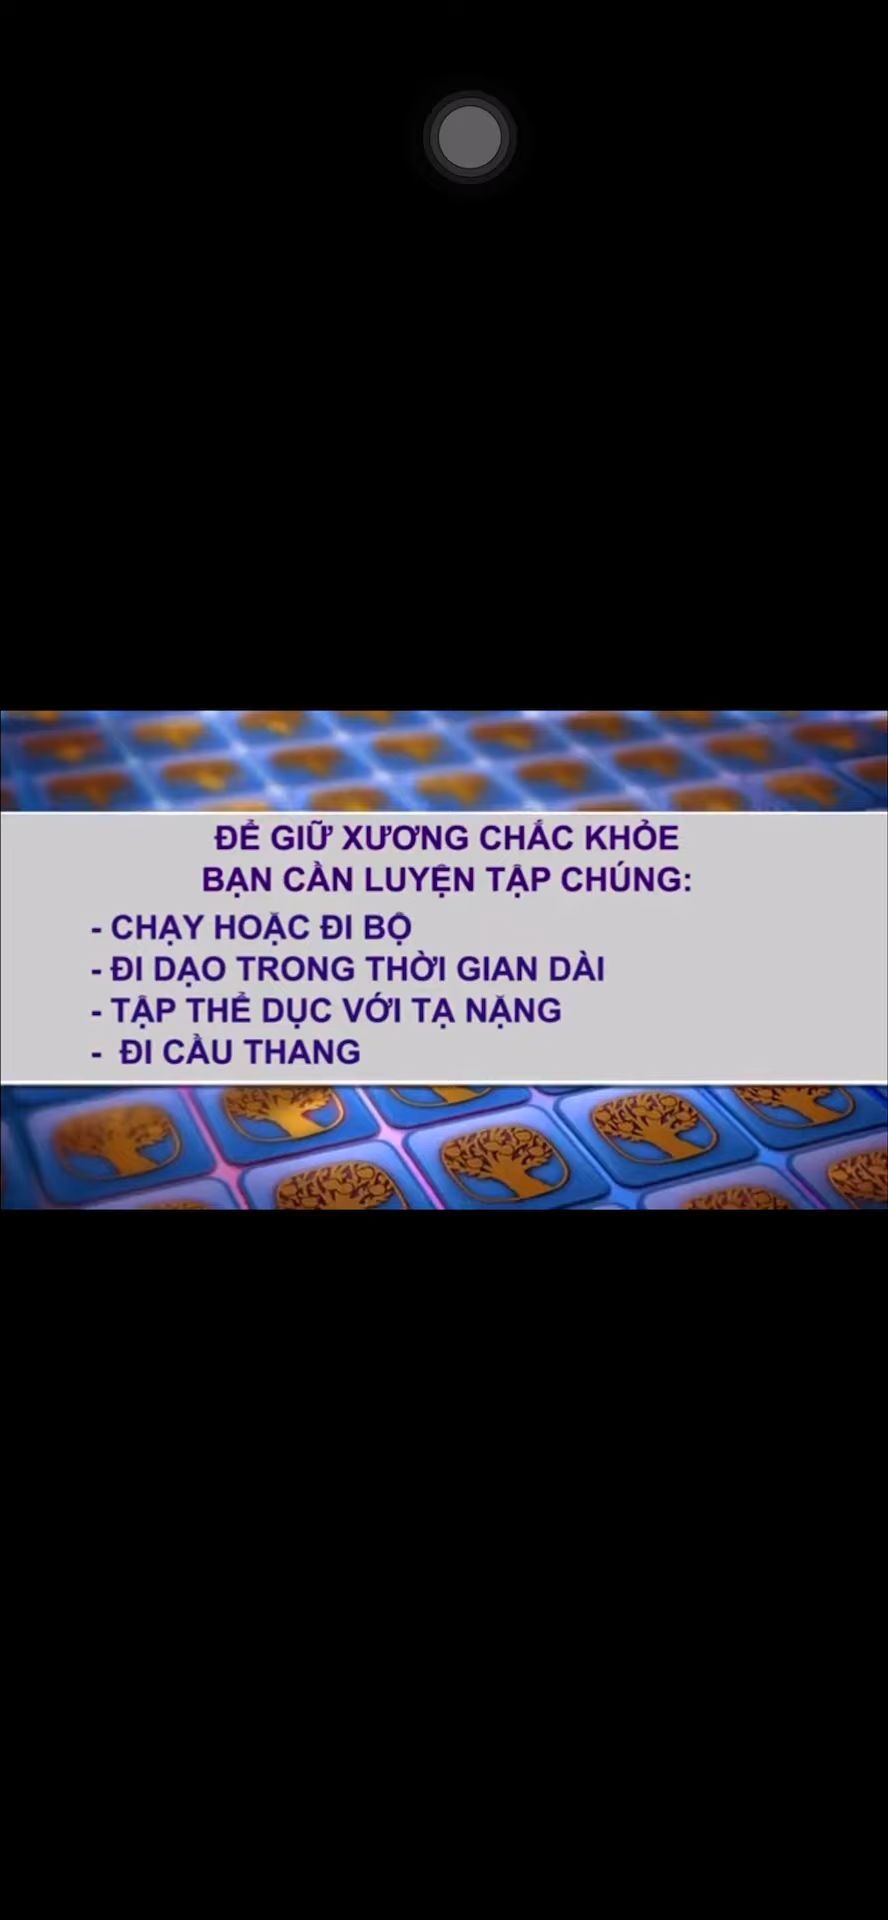 ĐỂ GIỮ XƯƠNG CHẮC KHỎE
BẠN CẦN LUYỆN TẬP CHÚNG:
- CHẠY HOẶC ĐI BỘ
- ĐI DẠO TRONG THỜI GIAN DÀI
- TẬP THỂ DỤC VỚI TẠ NẶNG
- ĐI CẦU THANG